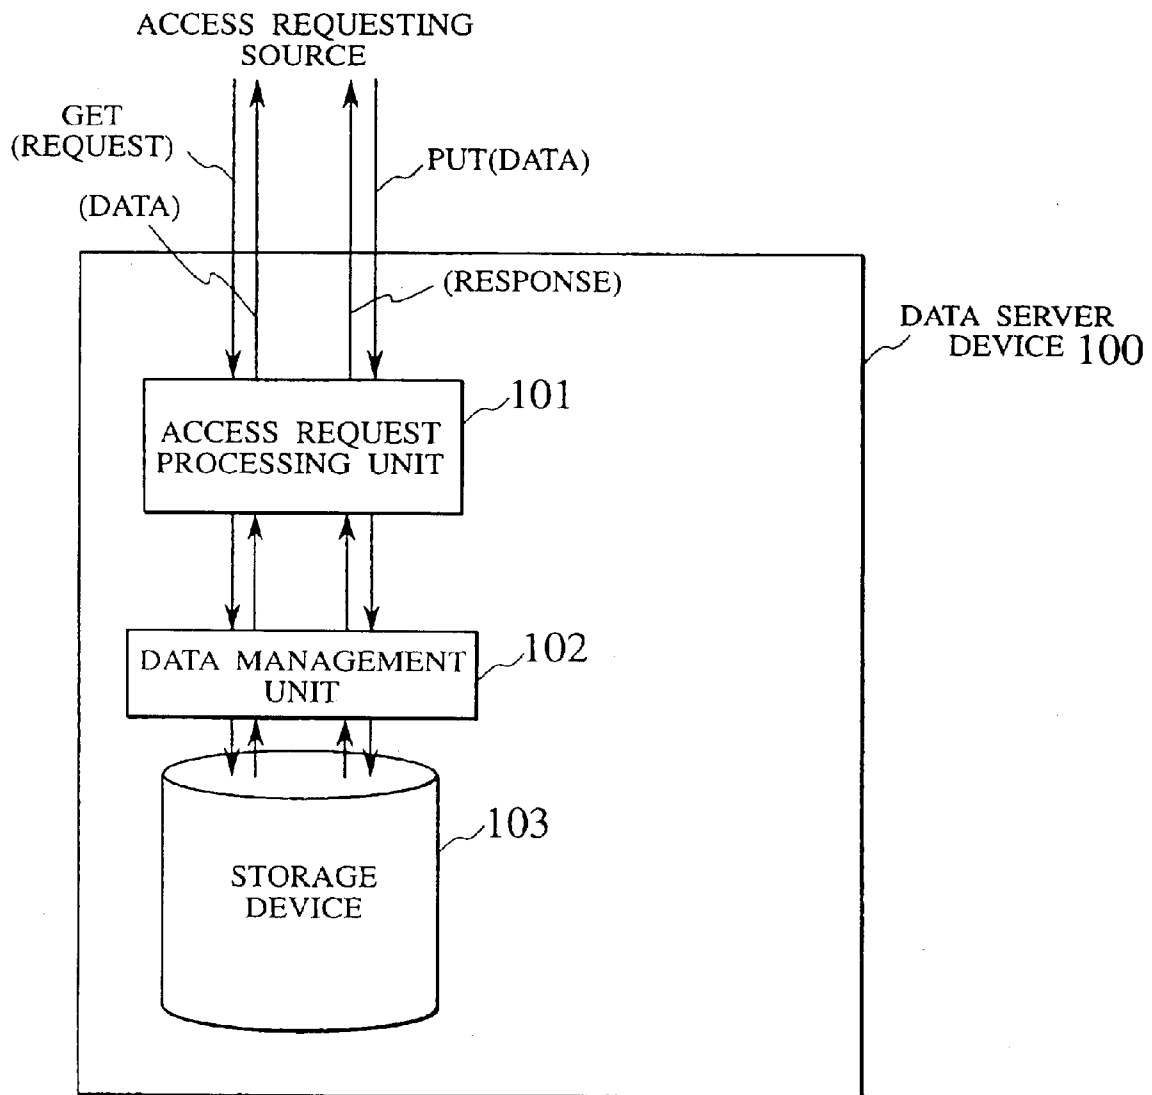 ACCESS REQUESTING
SOURCE
GET
(REQUEST)
PUT(DATA)
(DATA)
(RESPONSE)
DATA SERVER
DEVICE 100
101
ACCESS REQUEST
PROCESSING UNIT
102
DATA MANAGEMENT
UNIT
103
STORAGE
DEVICE